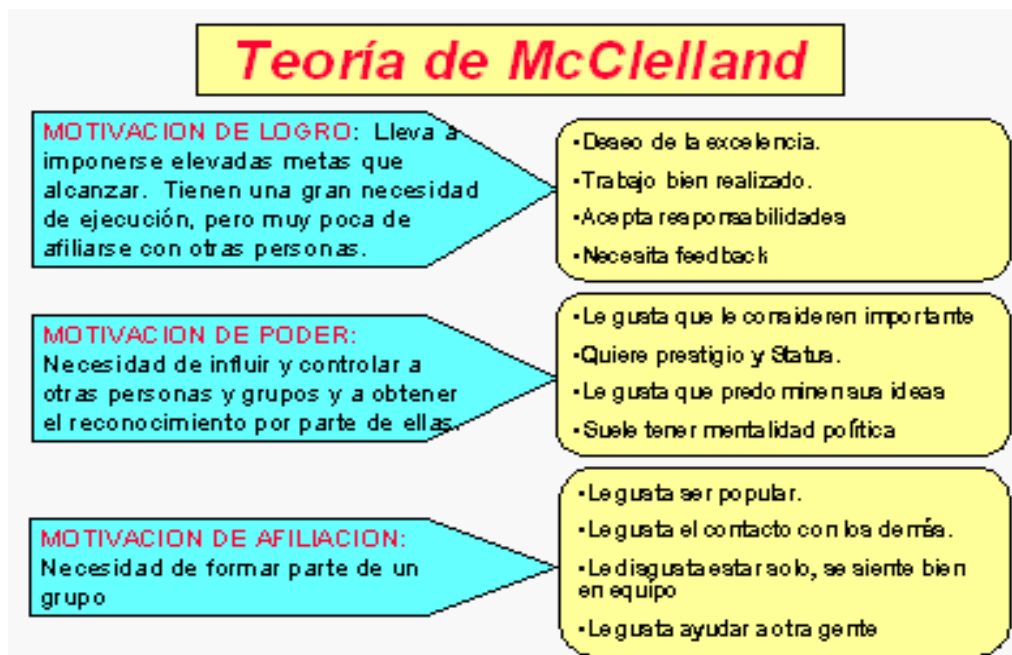 Teoría de McClelland
MOTIVACION DE LOGRO: Lleva a
imponerse elevadas metas que
alcanzar. Tienen una gran necesidad
de ejecución, pero muy poca de
afiliarse con otras personas.
•Deseo de la excelencia.
•Trabajo bien realizado.
•Acepta responsabilidades
•Necesita feedback
MOTIVACION DE PODER:
Necesidad de influir y controlar a
otras personas y grupos y a obtener
el reconocimiento por parte de ellas.
•Le gusta que le consideren importante
•Quiere prestigio y Status.
•Le gusta que predominen sus ideas
•Suele tener mentalidad política
MOTIVACION DE AFILIACION:
Necesidad de formar parte de un
grupo
•Le gusta ser popular.
•Le gusta el contacto con los demás.
•Le disgusta estar solo, se siente bien
en equipo
•Le gusta ayudar a otra gente